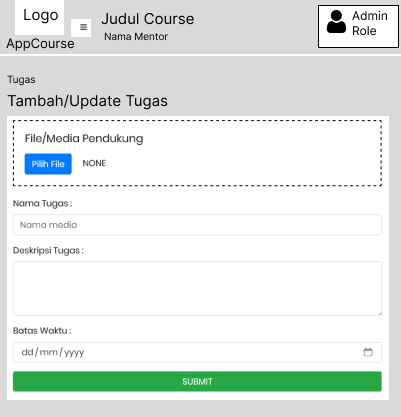 Logo
AppCourse
Judul Course
Nama Mentor
Admin
Role
Tugas
Tambah/Update Tugas
File/Media Pendukung
Pilih File
NONE
Nama Tugas :
Nama media
Deskripsi Tugas :
Batas Waktu :
dd/mm/yyyy
SUBMIT